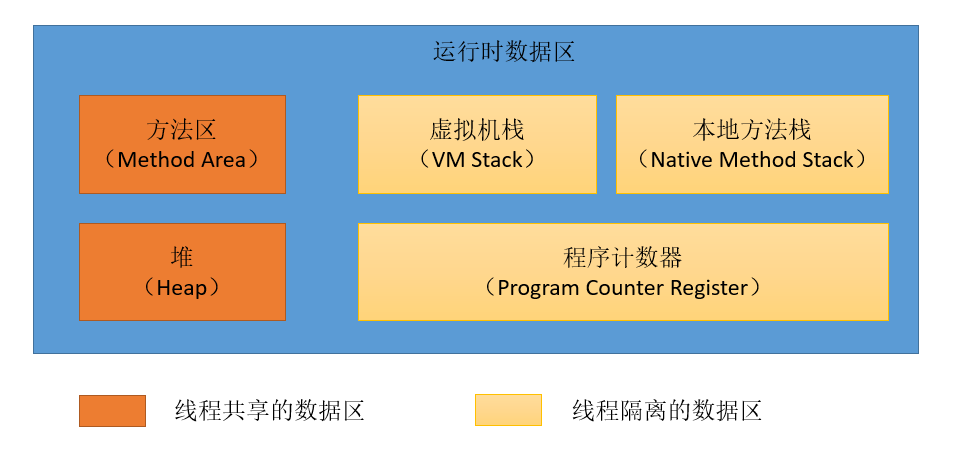 运行时数据区
方法区
（Method Area）
虚拟机栈
（VM Stack）
本地方法栈
（Native Method Stack）
堆
（Heap）
程序计数器
（Program Counter Register）
线程共享的数据区
线程隔离的数据区